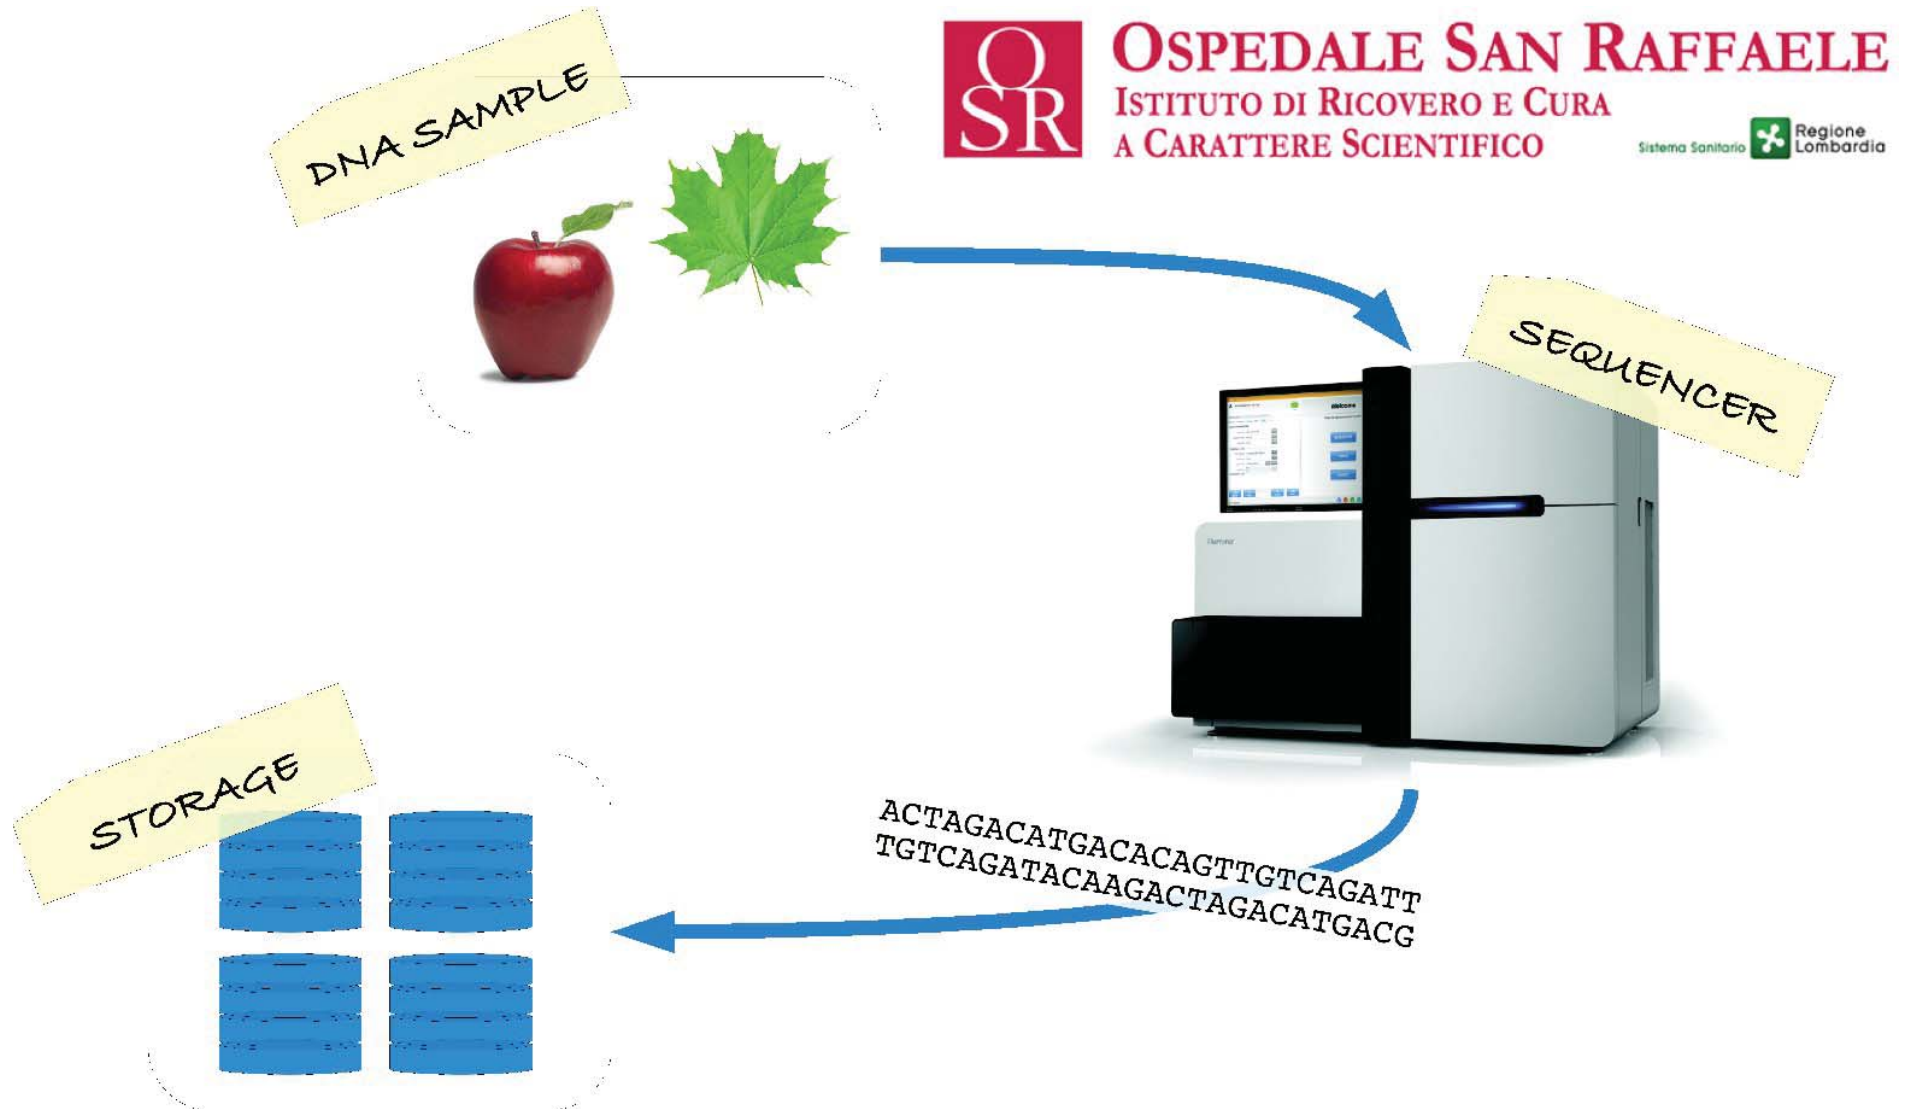 DNA SAMPLE
OSR
OSPEDALE SAN RAFFAELE
ISTITUTO DI RICOVERO E CURA
A CARATTERE SCIENTIFICO
Sistema Sanitario
Regione
Lombardia
SEQUENCER
Welcome
STORAGE
ACTAGACATGACACAGTTGTCAGATT
TGTCAGATACAAGACTAGACATGACG